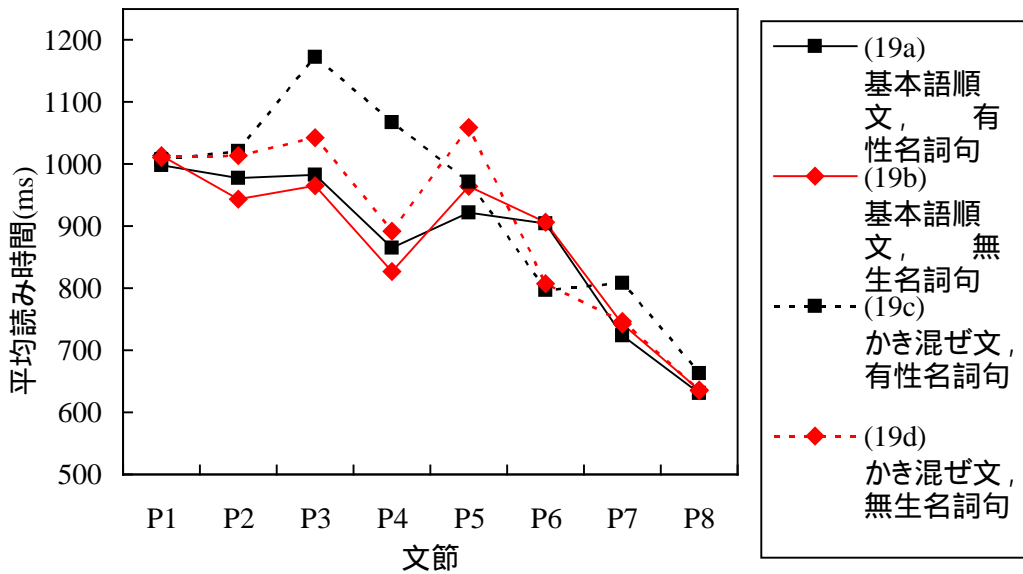 1200
1100
1000
900
800
700
600
500
平均読み時間(ms)
P1 P2 P3 P4 P5 P6 P7 P8
文節
(19a)
基本語順
文, 有
性名詞句
(19b)
基本語順
文, 無
生名詞句
(19c)
かき混ぜ文,
有性名詞句
(19d)
かき混ぜ文,
無生名詞句